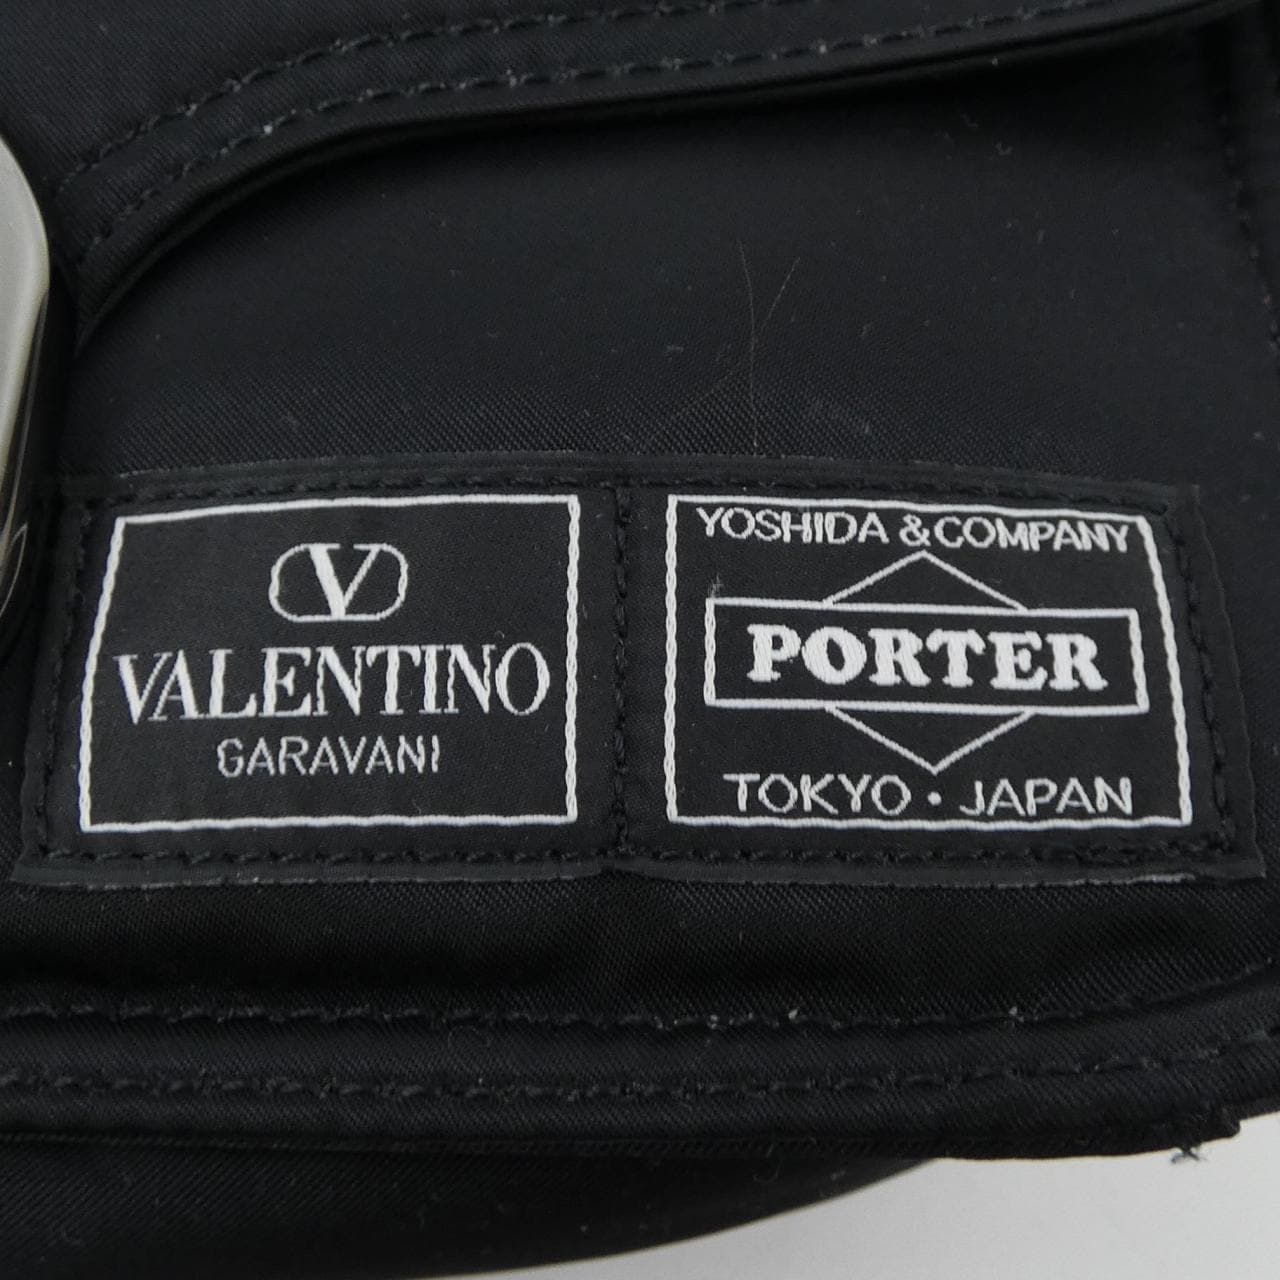 V
VALENTINO
GARAVANI
YOSHIDA & COMPANY
PORTER
TOKYO · JAPAN